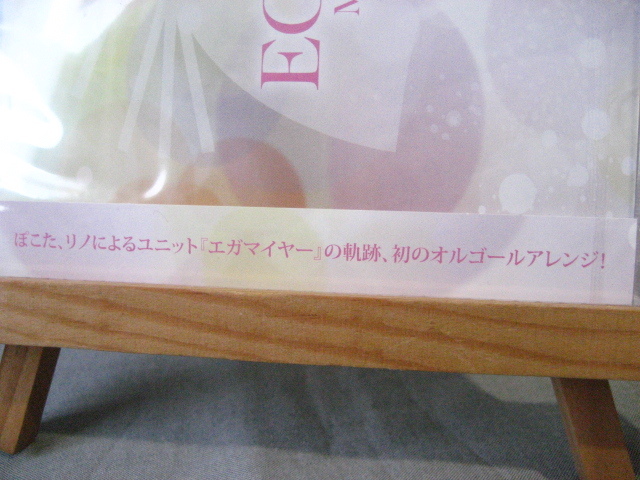 EC
ぽこた、リノによるユニット『エガマイヤー』の軌跡、初のオルゴールアレンジ！